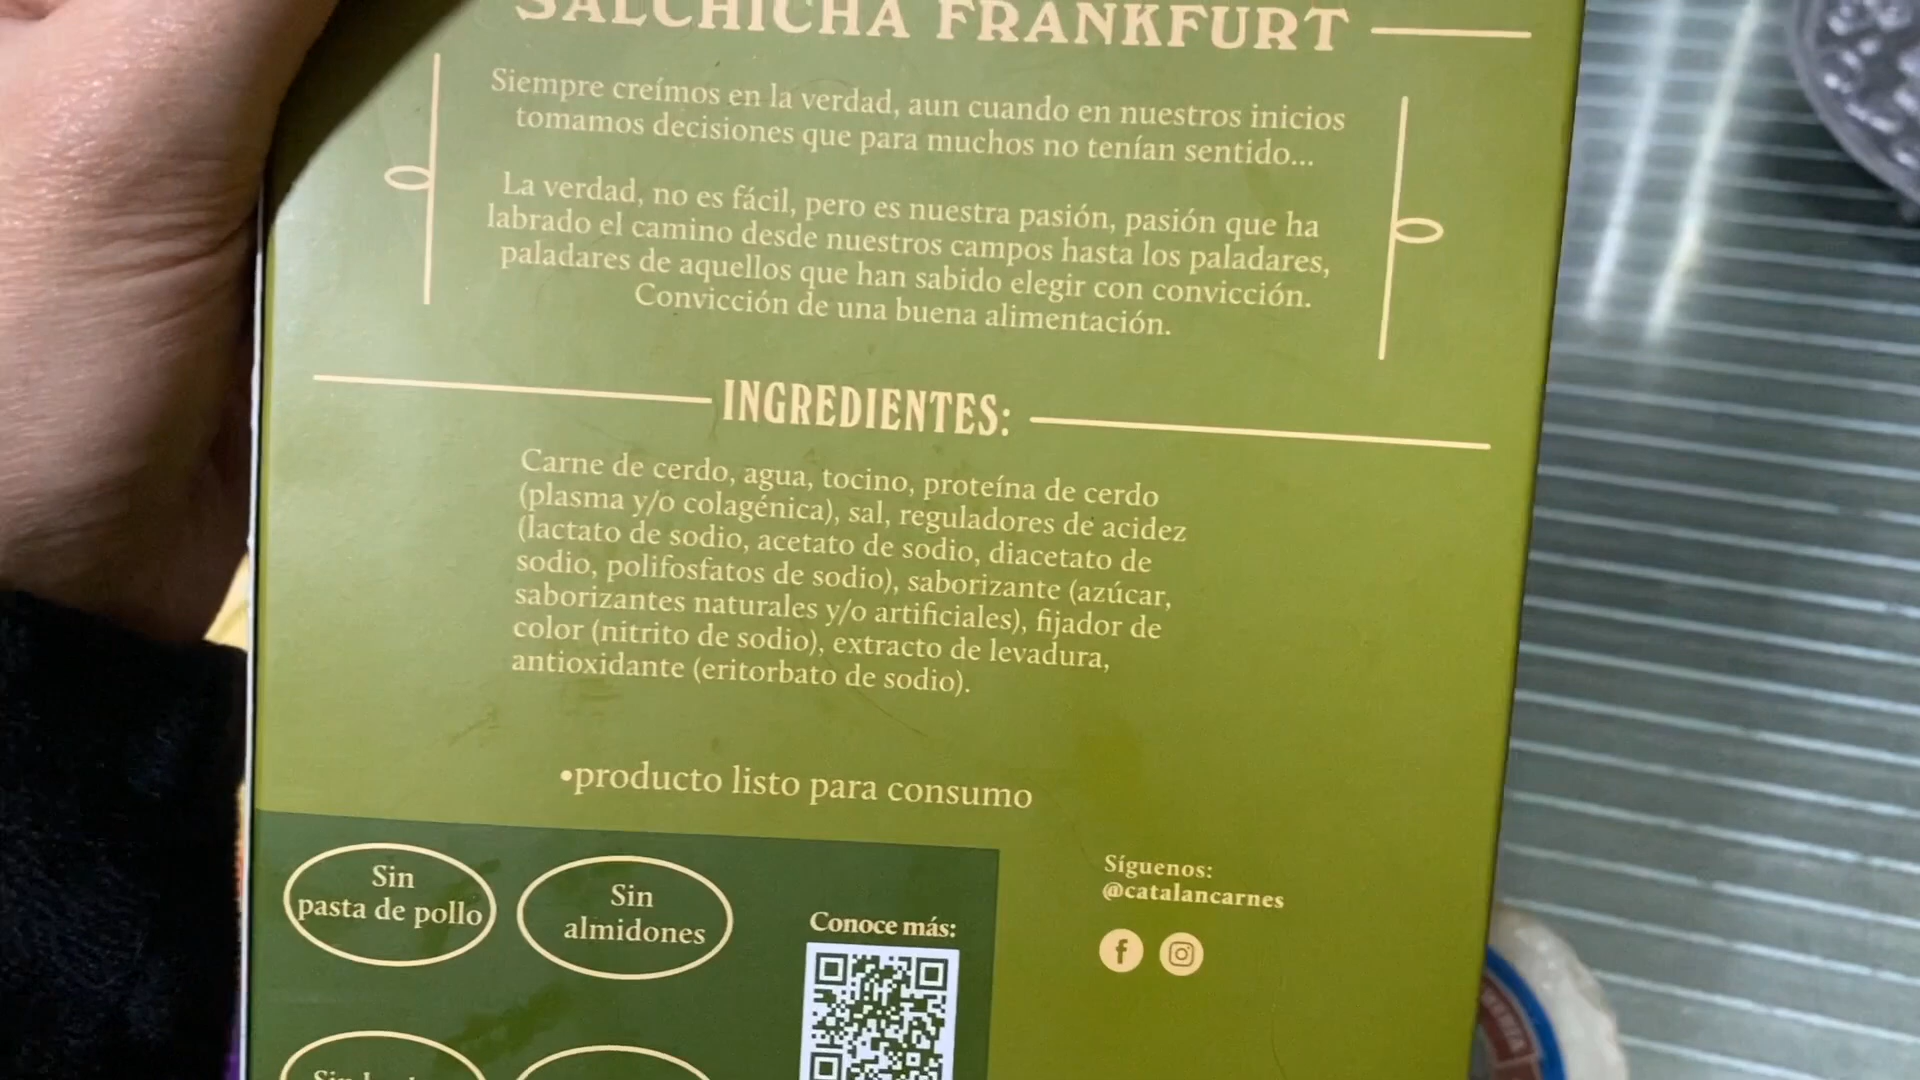 SALCHICHA FRANKFURT
Siempre creímos en la verdad, aun cuando en nuestros inicios
tomamos decisiones que para muchos no tenían sentido...
La verdad, no es fácil, pero es nuestra pasión, pasión que ha
labrado el camino desde nuestros campos hasta los paladares,
paladares de aquellos que han sabido elegir con convicción.
Convicción de una buena alimentación.
INGREDIENTES:
Carne de cerdo, agua, tocino, proteína de cerdo
(plasma y/o colagénica), sal, reguladores de acidez
(lactato de sodio, acetato de sodio, diacetato de
sodio, polifosfatos de sodio), saborizante (azúcar,
saborizantes naturales y/o artificiales), fijador de
color (nitrito de sodio), extracto de levadura,
antioxidante (eritorbato de sodio).
•producto listo para consumo
Sin
pasta de pollo
Sin
almidones
Conoce más:
Síguenos:
@catalancarnes
Sin